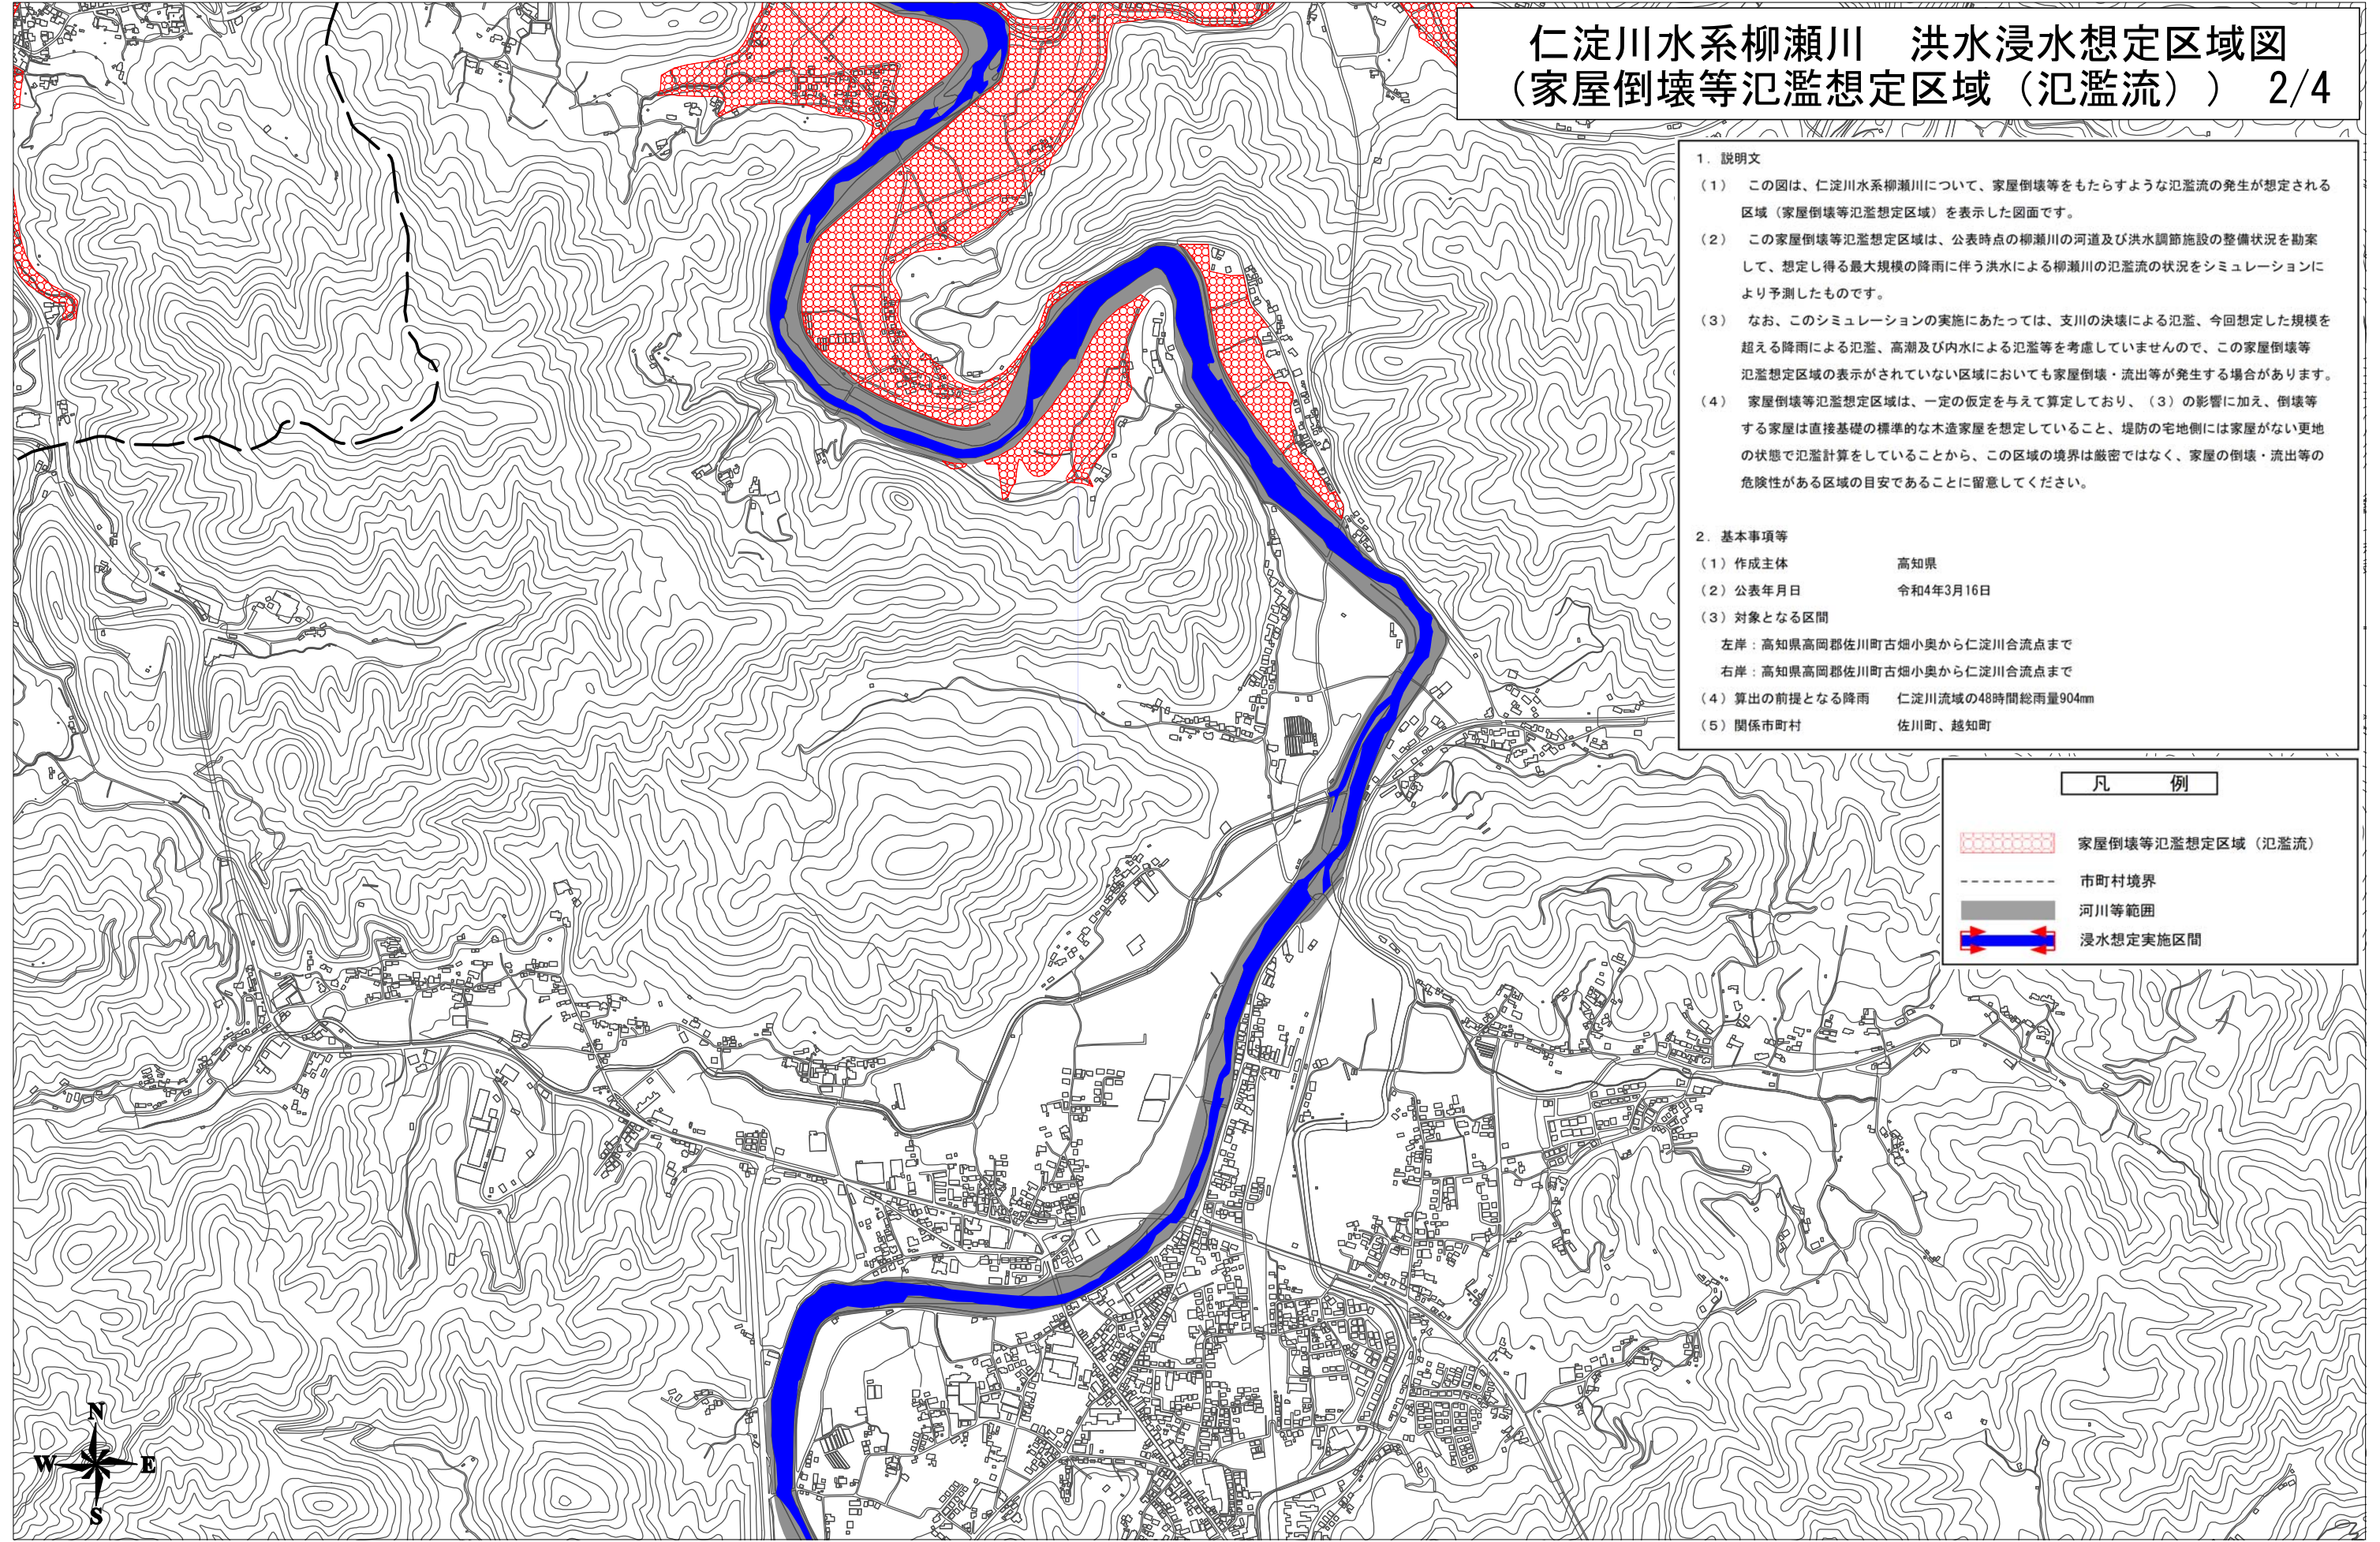 仁淀川水系柳瀬川　洪水浸水想定区域図
（家屋倒壊等氾濫想定区域（氾濫流））　2/4
1．説明文
（1）　この図は、仁淀川水系柳瀬川について、家屋倒壊等をもたらすような氾濫流の発生が想定される
区域（家屋倒壊等氾濫想定区域）を表示した図面です。
（2）　この家屋倒壊等氾濫想定区域は、公表時点の柳瀬川の河道及び洪水調節施設の整備状況を勘案
して、想定し得る最大規模の降雨に伴う洪水による柳瀬川の氾濫流の状況をシミュレーションに
より予測したものです。
（3）　なお、このシミュレーションの実施にあたっては、支川の決壊による氾濫、今回想定した規模を
超える降雨による氾濫、高潮及び内水による氾濫等を考慮していませんので、この家屋倒壊等
氾濫想定区域の表示がされていない区域においても家屋倒壊・流出等が発生する場合があります。
（4）　家屋倒壊等氾濫想定区域は、一定の仮定を与えて算定しており、（3）の影響に加え、倒壊等
する家屋は直接基礎の標準的な木造家屋を想定していること、堤防の宅地側には家屋がない更地
の状態で氾濫計算をしていることから、この区域の境界は厳密ではなく、家屋の倒壊・流出等の
危険性がある区域の目安であることに留意してください。
2．基本事項等
（1）作成主体　高知県
（2）公表年月日　令和4年3月16日
（3）対象となる区間
左岸：高知県高岡郡佐川町古畑小奥から仁淀川合流点まで
右岸：高知県高岡郡佐川町古畑小奥から仁淀川合流点まで
（4）算出の前提となる降雨　仁淀川流域の48時間総雨量904mm
（5）関係市町村　佐川町、越知町
凡　例
家屋倒壊等氾濫想定区域（氾濫流）
市町村境界
河川等範囲
浸水想定実施区間
N
W E
S